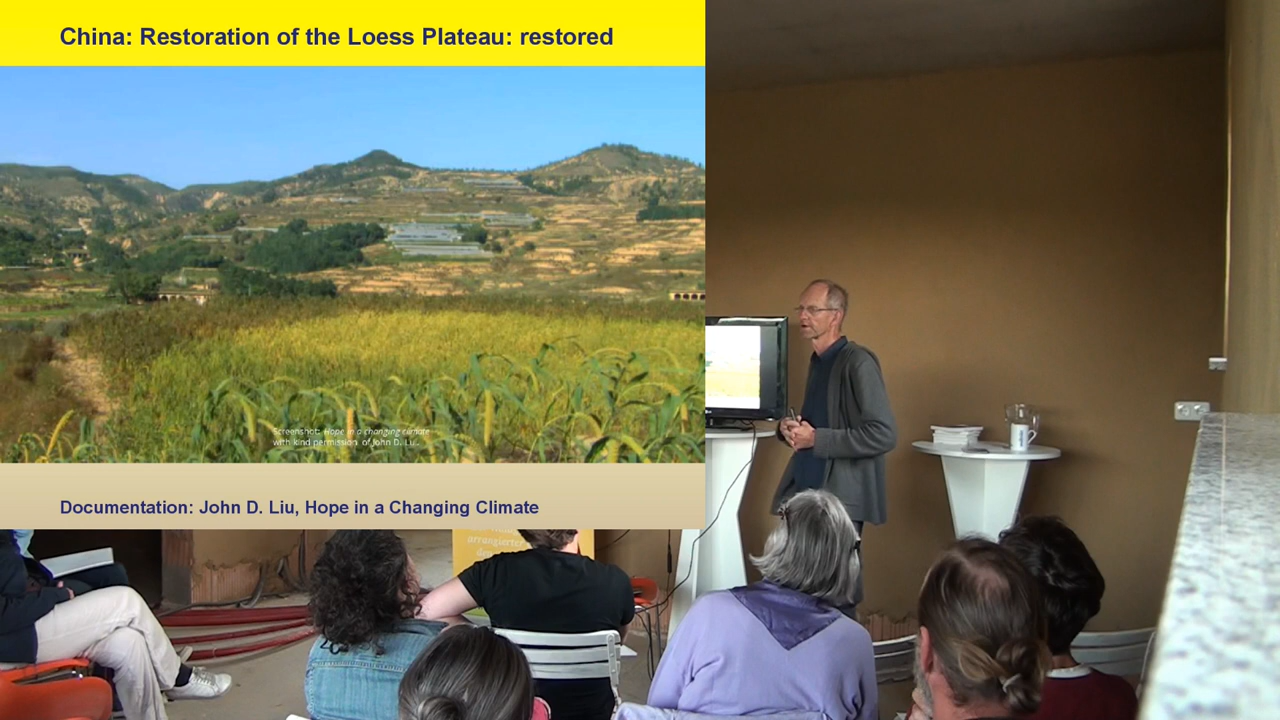 China: Restoration of the Loess Plateau: restored
Screenshot: Hope in a changing climate
with kind permission of John D. Liu
Documentation: John D. Liu, Hope in a Changing Climate
arrangierter